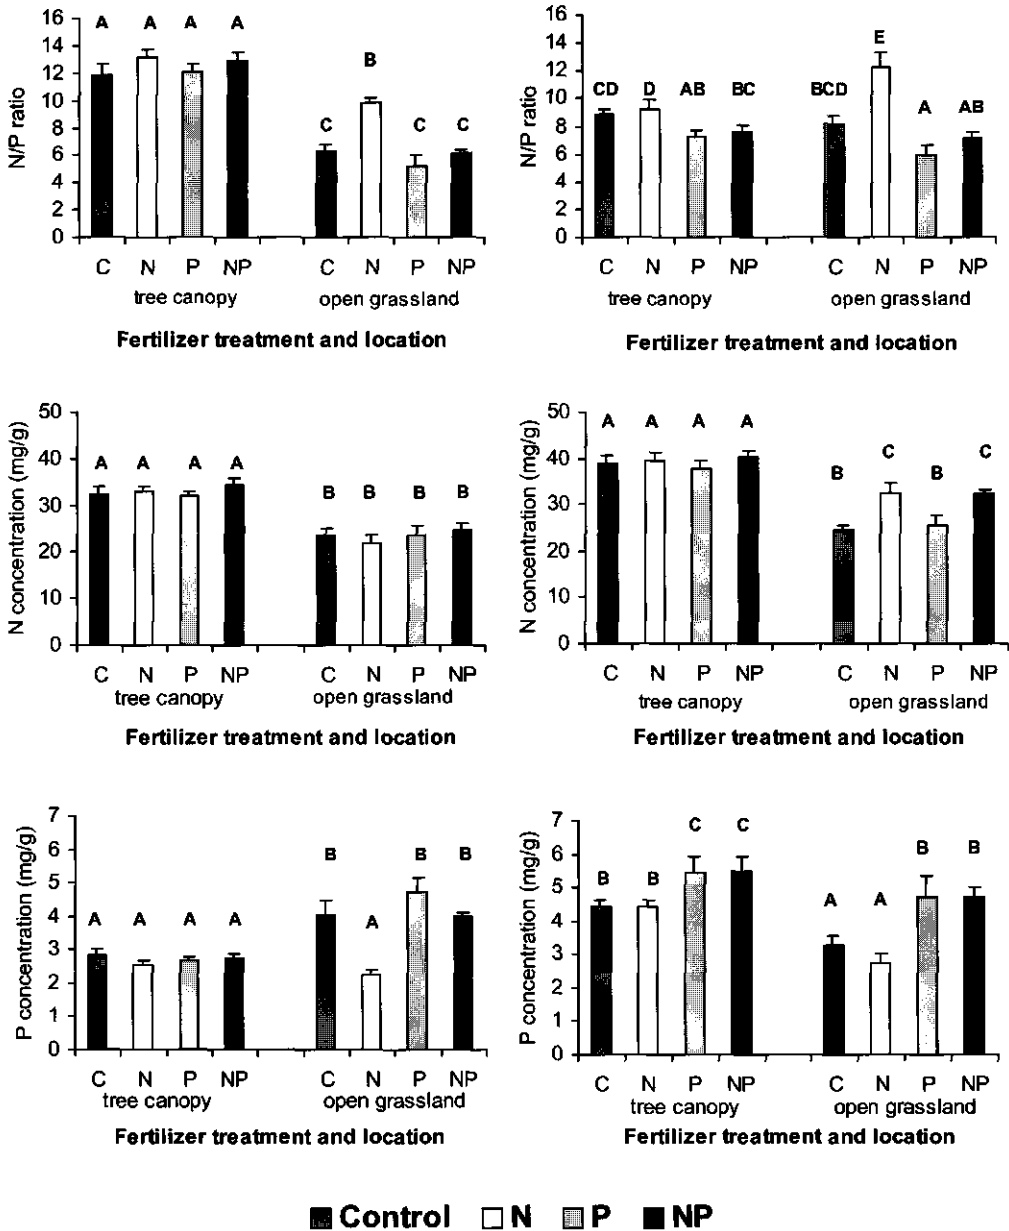 N/P ratio
16
14
12
10
8
6
4
2
0
A A A A B C C C
C N P NP C N P NP
tree canopy open grassland
Fertilizer treatment and location
N/P ratio
16
14
12
10
8
6
4
2
0
CD D AB BC BCD E A AB
C N P NP C N P NP
tree canopy open grassland
Fertilizer treatment and location
N concentration (mg/g)
50
40
30
20
10
0
A A A A B B B B
C N P NP C N P NP
tree canopy open grassland
Fertilizer treatment and location
N concentration (mg/g)
50
40
30
20
10
0
A A A A B C B C
C N P NP C N P NP
tree canopy open grassland
Fertilizer treatment and location
P concentration (mg/g)
7
6
5
4
3
2
1
0
A A A A B A B B
C N P NP C N P NP
tree canopy open grassland
Fertilizer treatment and location
P concentration (mg/g)
7
6
5
4
3
2
1
0
B B C C A A B B
C N P NP C N P NP
tree canopy open grassland
Fertilizer treatment and location
Control N P NP